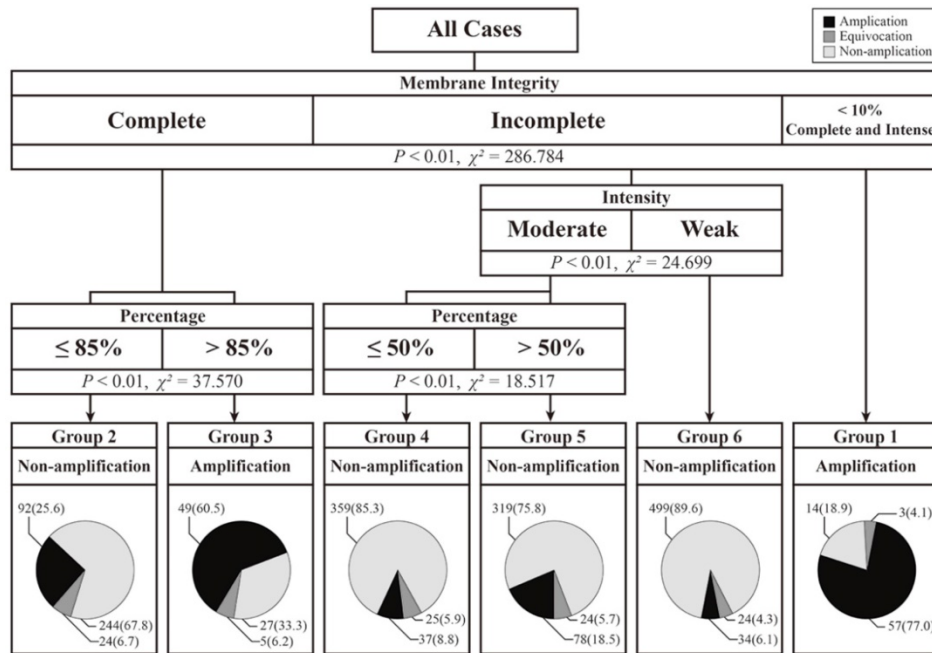 All Cases
Amplication
Equivocation
Non-amplication
Membrane Integrity
Complete
Incomplete
< 10%
Complete and Intense
P < 0.01, χ² = 286.784
Intensity
Moderate
Weak
P < 0.01, χ² = 24.699
Percentage
≤ 85%
> 85%
P < 0.01, χ² = 37.570
Percentage
≤ 50%
> 50%
P < 0.01, χ² = 18.517
Group 2
Non-amplification
92(25.6)
244(67.8)
24(6.7)
Group 3
Amplification
49(60.5)
27(33.3)
5(6.2)
Group 4
Non-amplification
359(85.3)
25(5.9)
37(8.8)
Group 5
Non-amplification
319(75.8)
24(5.7)
78(18.5)
Group 6
Non-amplification
499(89.6)
24(4.3)
34(6.1)
Group 1
Amplification
14(18.9)
3(4.1)
57(77.0)